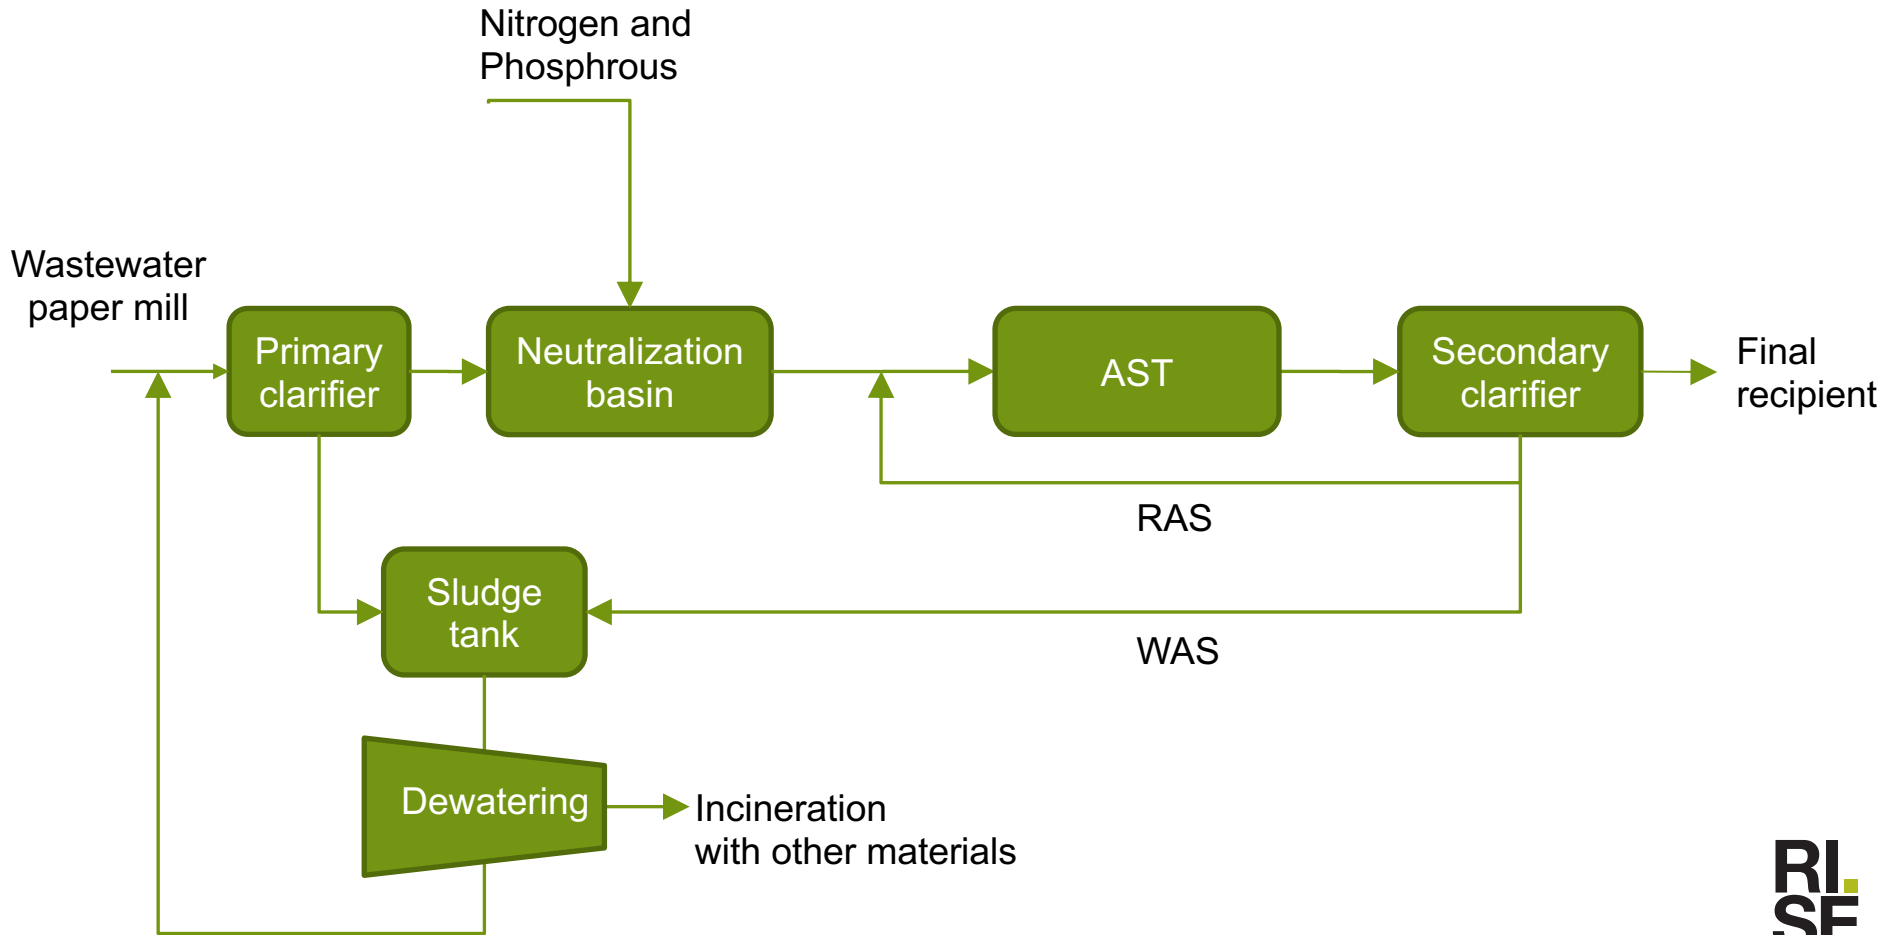 Nitrogen and
Phosphrous
Wastewater
paper mill
Primary
clarifier
Neutralization
basin
AST
Secondary
clarifier
Final
recipient
RAS
Sludge
tank
WAS
Dewatering
Incineration
with other materials
RI.
SE